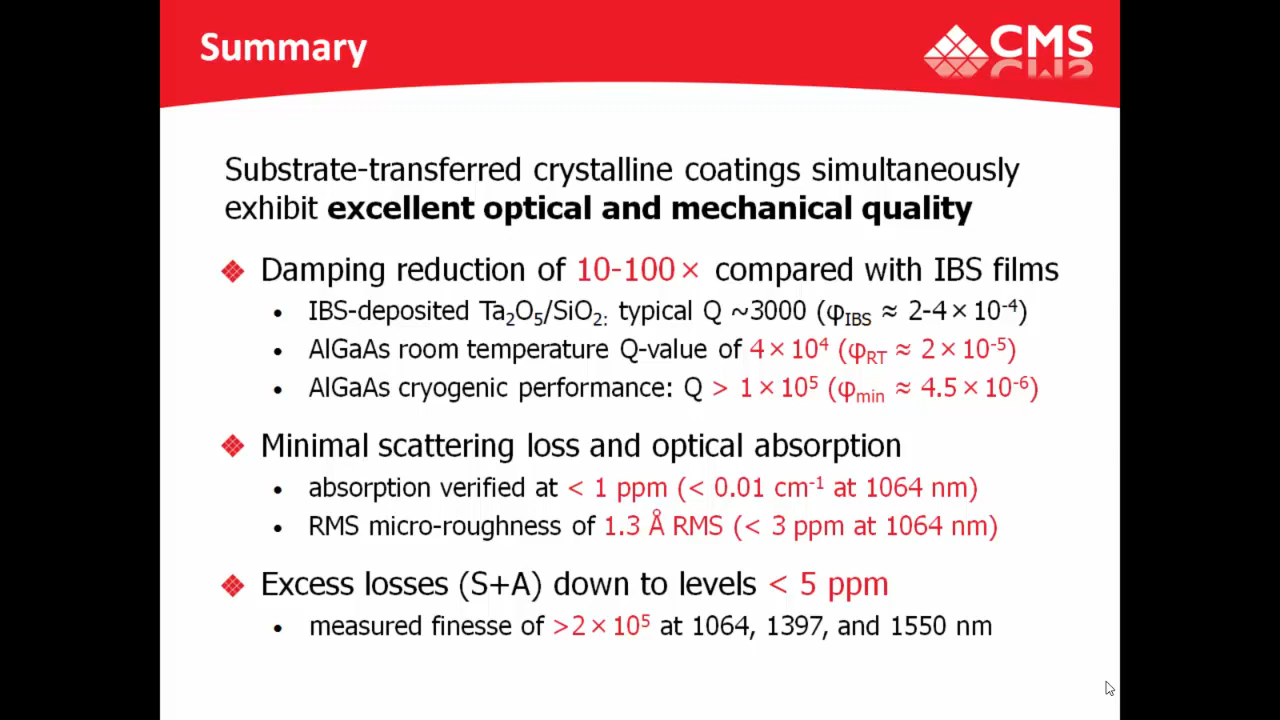 Summary
CMS
Substrate-transferred crystalline coatings simultaneously
exhibit excellent optical and mechanical quality
Damping reduction of 10-100× compared with IBS films
• IBS-deposited Ta₂O₅/SiO₂: typical Q ~3000 (φIBS ≈ 2-4×10⁻⁴)
• AlGaAs room temperature Q-value of 4×10⁴ (φRT ≈ 2×10⁻⁵)
• AlGaAs cryogenic performance: Q > 1×10⁵ (φmin ≈ 4.5×10⁻⁶)
Minimal scattering loss and optical absorption
• absorption verified at < 1 ppm (< 0.01 cm⁻¹ at 1064 nm)
• RMS micro-roughness of 1.3 Å RMS (< 3 ppm at 1064 nm)
Excess losses (S+A) down to levels < 5 ppm
• measured finesse of >2×10⁵ at 1064, 1397, and 1550 nm